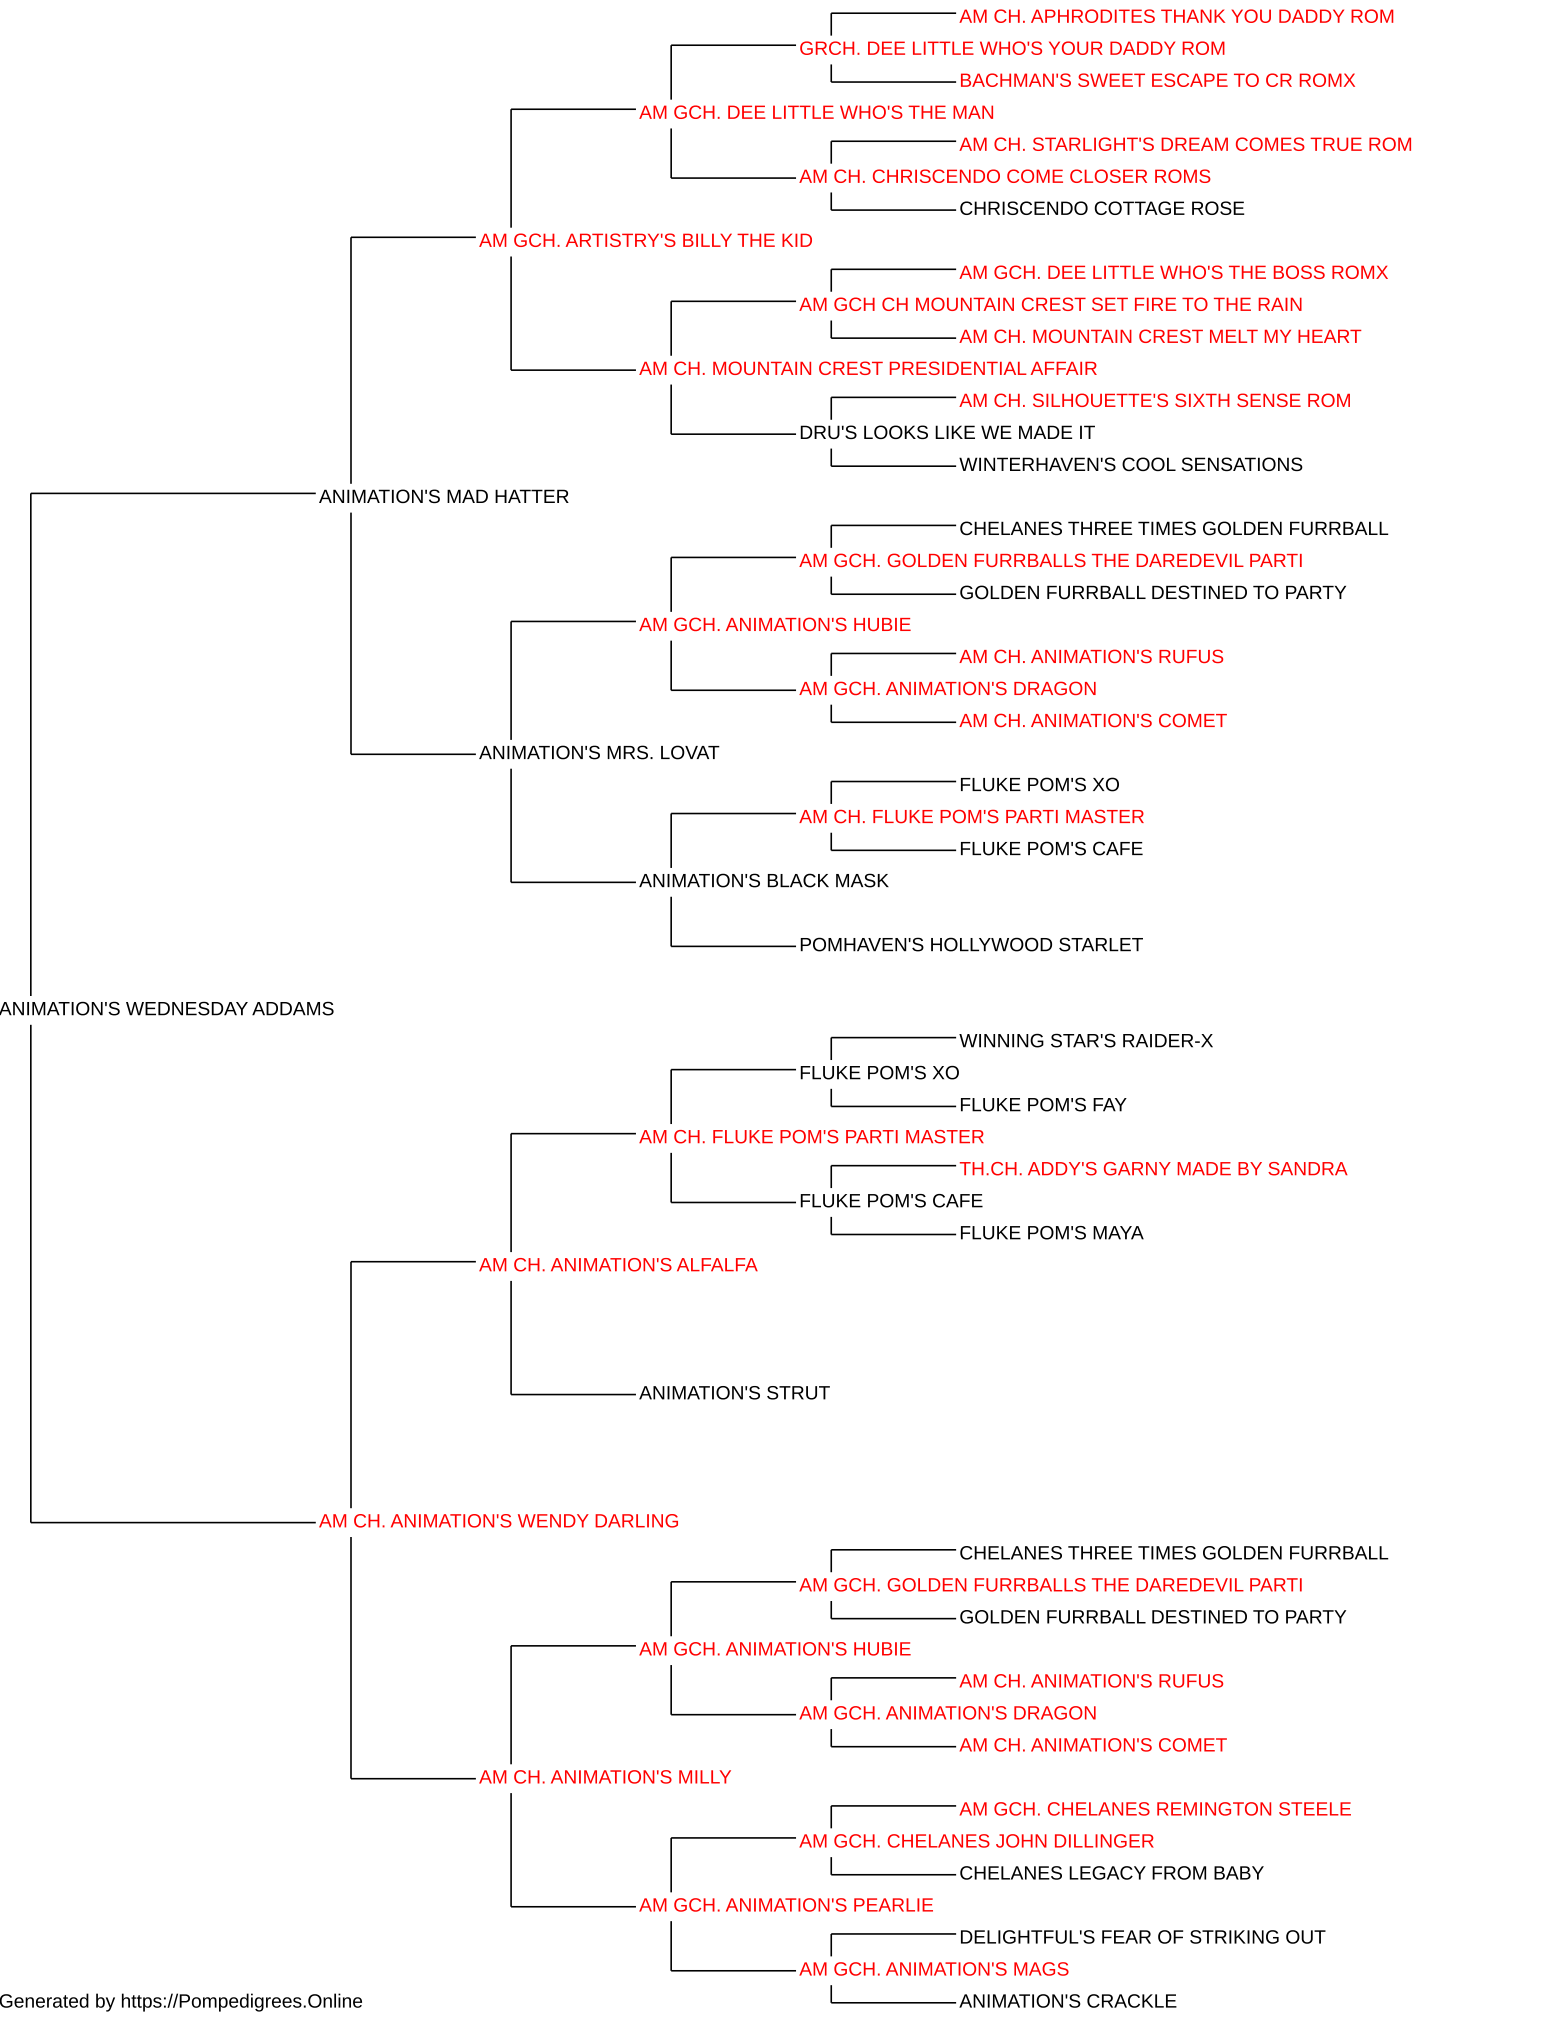 AM CH. APHRODITES THANK YOU DADDY ROM
GRCH. DEE LITTLE WHO'S YOUR DADDY ROM
BACHMAN'S SWEET ESCAPE TO CR ROMX
AM GCH. DEE LITTLE WHO'S THE MAN
AM CH. STARLIGHT'S DREAM COMES TRUE ROM
AM CH. CHRISCENDO COME CLOSER ROMS
CHRISCENDO COTTAGE ROSE
AM GCH. ARTISTRY'S BILLY THE KID
AM GCH. DEE LITTLE WHO'S THE BOSS ROMX
AM GCH CH MOUNTAIN CREST SET FIRE TO THE RAIN
AM CH. MOUNTAIN CREST MELT MY HEART
AM CH. MOUNTAIN CREST PRESIDENTIAL AFFAIR
AM CH. SILHOUETTE'S SIXTH SENSE ROM
DRU'S LOOKS LIKE WE MADE IT
WINTERHAVEN'S COOL SENSATIONS
ANIMATION'S MAD HATTER
CHELANES THREE TIMES GOLDEN FURRBALL
AM GCH. GOLDEN FURRBALLS THE DAREDEVIL PARTI
GOLDEN FURRBALL DESTINED TO PARTY
AM GCH. ANIMATION'S HUBIE
AM CH. ANIMATION'S RUFUS
AM GCH. ANIMATION'S DRAGON
AM CH. ANIMATION'S COMET
ANIMATION'S MRS. LOVAT
FLUKE POM'S XO
AM CH. FLUKE POM'S PARTI MASTER
FLUKE POM'S CAFE
ANIMATION'S BLACK MASK
POMHAVEN'S HOLLYWOOD STARLET
ANIMATION'S WEDNESDAY ADDAMS
WINNING STAR'S RAIDER-X
FLUKE POM'S XO
FLUKE POM'S FAY
AM CH. FLUKE POM'S PARTI MASTER
TH.CH. ADDY'S GARNY MADE BY SANDRA
FLUKE POM'S CAFE
FLUKE POM'S MAYA
AM CH. ANIMATION'S ALFALFA
ANIMATION'S STRUT
AM CH. ANIMATION'S WENDY DARLING
CHELANES THREE TIMES GOLDEN FURRBALL
AM GCH. GOLDEN FURRBALLS THE DAREDEVIL PARTI
GOLDEN FURRBALL DESTINED TO PARTY
AM GCH. ANIMATION'S HUBIE
AM CH. ANIMATION'S RUFUS
AM GCH. ANIMATION'S DRAGON
AM CH. ANIMATION'S COMET
AM CH. ANIMATION'S MILLY
AM GCH. CHELANES REMINGTON STEELE
AM GCH. CHELANES JOHN DILLINGER
CHELANES LEGACY FROM BABY
AM GCH. ANIMATION'S PEARLIE
DELIGHTFUL'S FEAR OF STRIKING OUT
AM GCH. ANIMATION'S MAGS
ANIMATION'S CRACKLE
Generated by https://Pompedigrees.Online